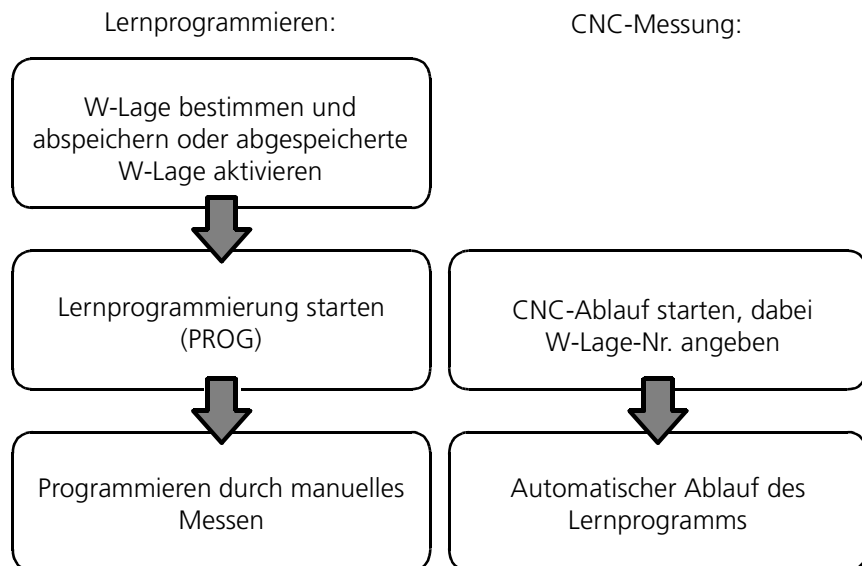 Lernprogrammieren:
CNC-Messung:
W-Lage bestimmen und
abspeichern oder abgespeicherte
W-Lage aktivieren
Lernprogrammierung starten
(PROG)
CNC-Ablauf starten, dabei
W-Lage-Nr. angeben
Programmieren durch manuelles
Messen
Automatischer Ablauf des
Lernprogramms